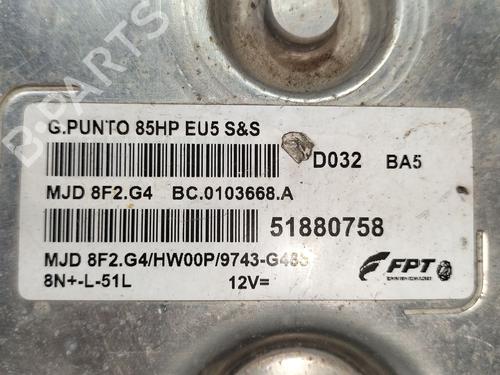 G.PUNTO 85HP EU5 S&S
D032 BA5
MJD 8F2.G4 BC.0103668.A
51880758
MJD 8F2.G4/HW00P/9743-G48S
8N+-L-51L 12V=
FPT
B-PARTS